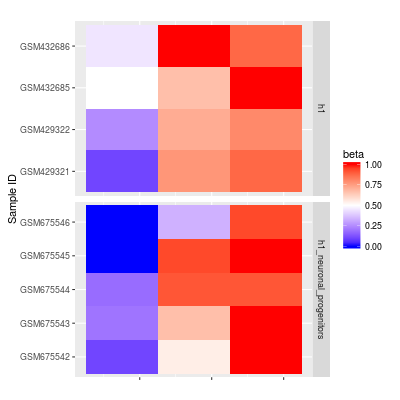 GSM432686
GSM432685
GSM429322
GSM429321
h1
GSM675546
GSM675545
GSM675544
GSM675543
GSM675542
h1_neuronal_progenitors
Sample ID
beta
1.00
0.75
0.50
0.25
0.00